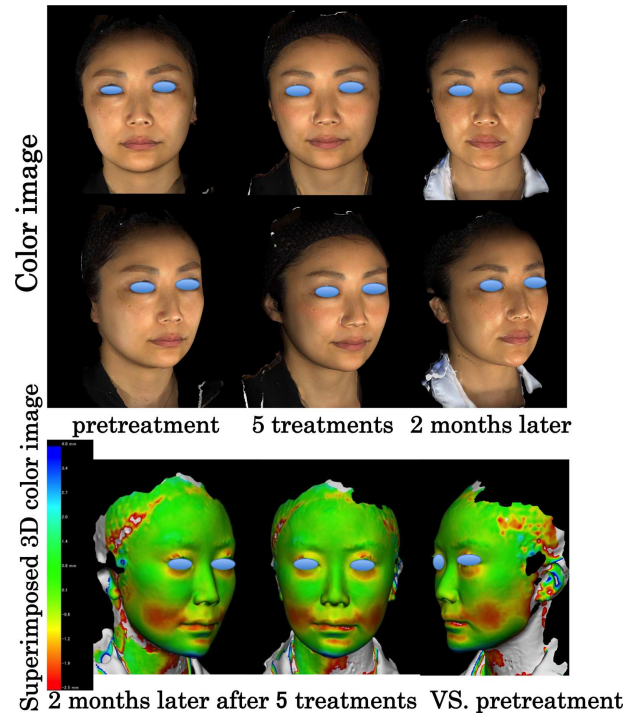 Color image
pretreatment
5 treatments
2 months later
Superimposed 3D color image
2 months later after 5 treatments VS. pretreatment